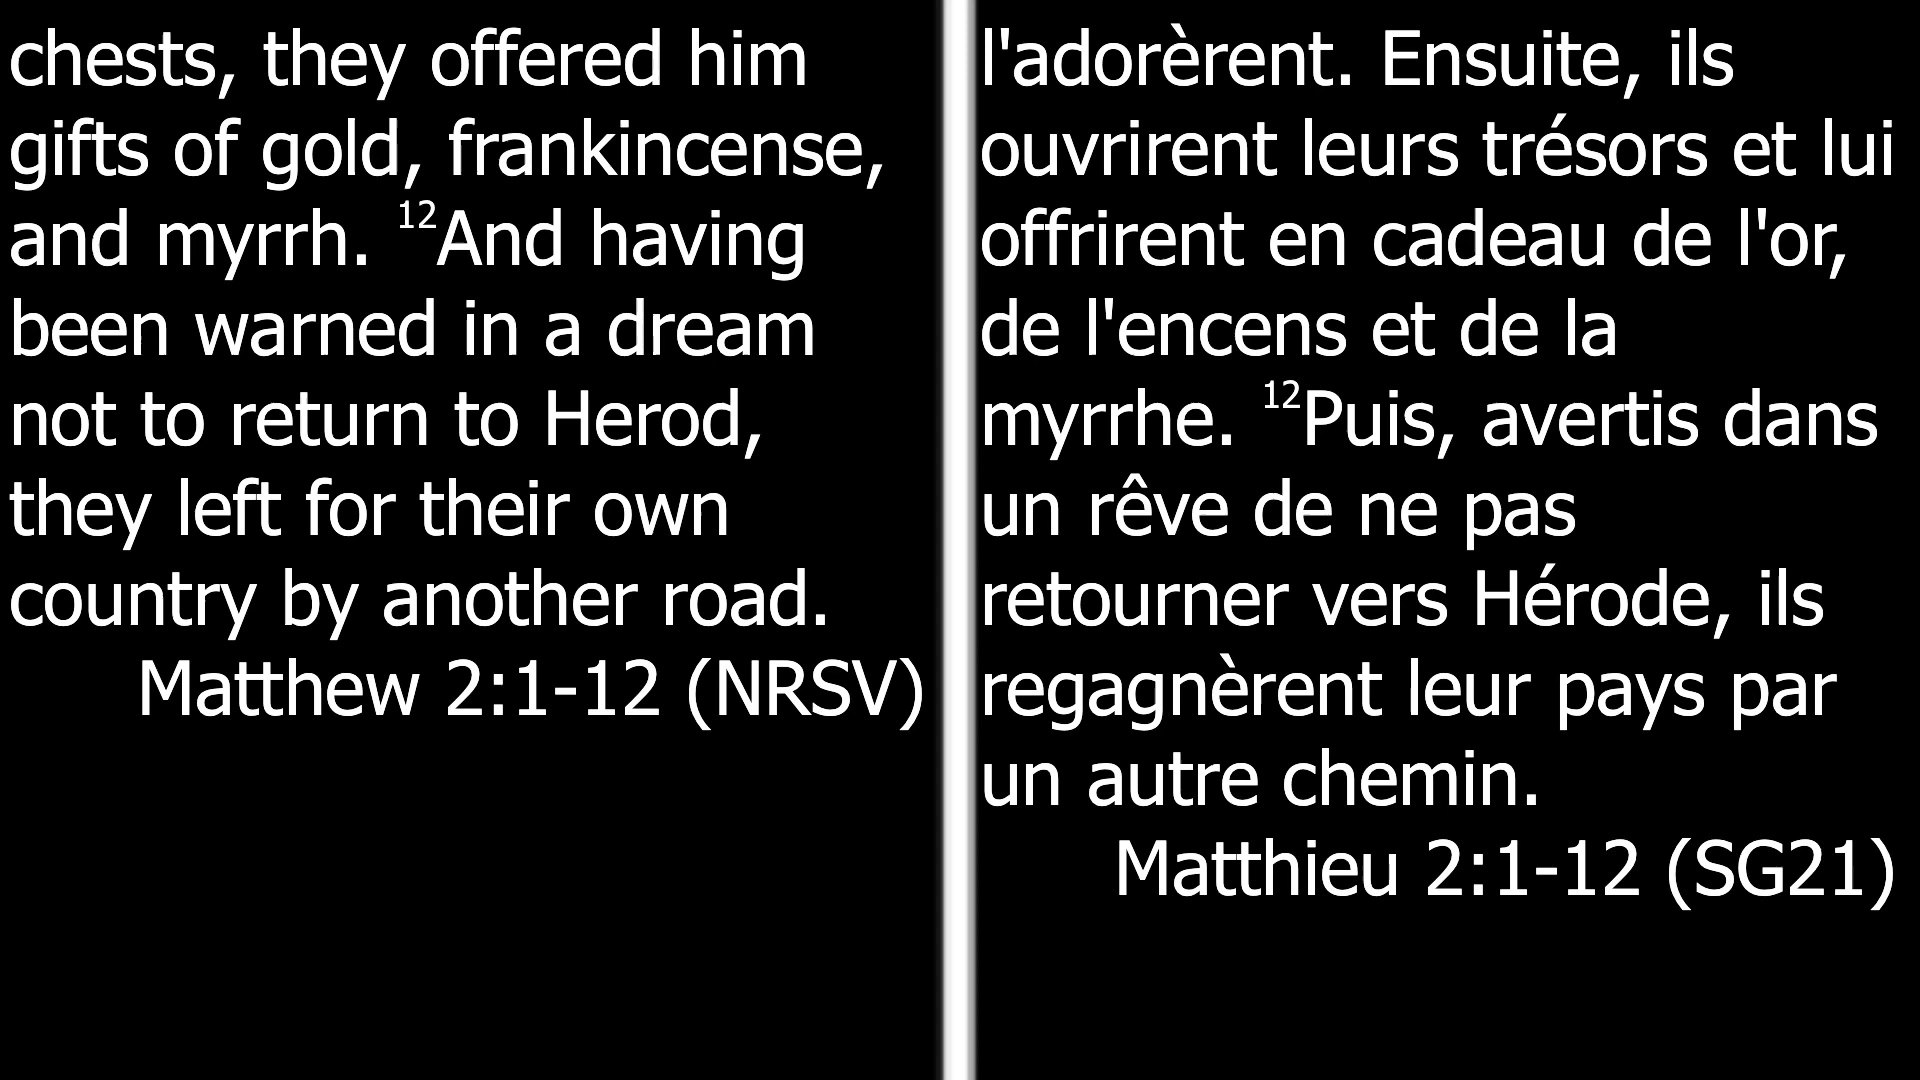 chests, they offered him
gifts of gold, frankincense,
and myrrh. 12And having
been warned in a dream
not to return to Herod,
they left for their own
country by another road.
Matthew 2:1-12 (NRSV)
l'adorèrent. Ensuite, ils
ouvrirent leurs trésors et lui
offrirent en cadeau de l'or,
de l'encens et de la
myrrhe. 12Puis, avertis dans
un rêve de ne pas
retourner vers Hérode, ils
regagnèrent leur pays par
un autre chemin.
Matthieu 2:1-12 (SG21)